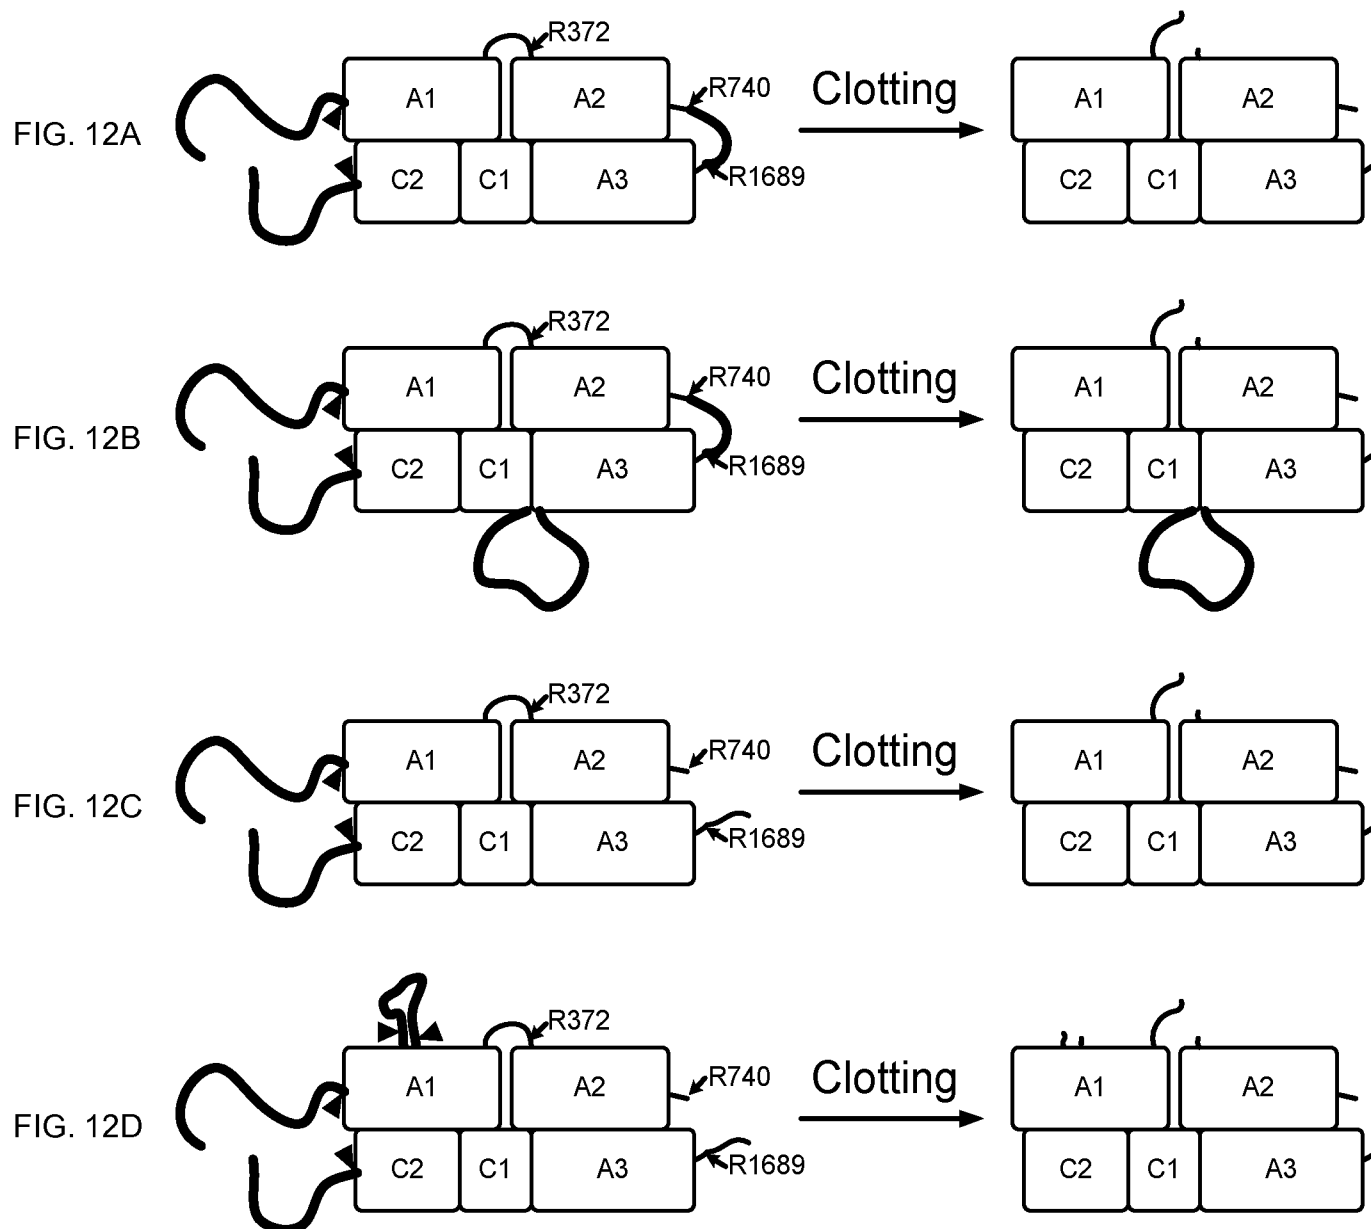 R372
A1
A2
R740
Clotting
A1
A2
FIG. 12A
C2
C1
A3
R1689
C2
C1
A3
R372
A1
A2
R740
Clotting
A1
A2
FIG. 12B
C2
C1
A3
R1689
C2
C1
A3
R372
A1
A2
R740
Clotting
A1
A2
FIG. 12C
C2
C1
A3
R1689
C2
C1
A3
R372
A1
A2
R740
Clotting
A1
A2
FIG. 12D
C2
C1
A3
R1689
C2
C1
A3